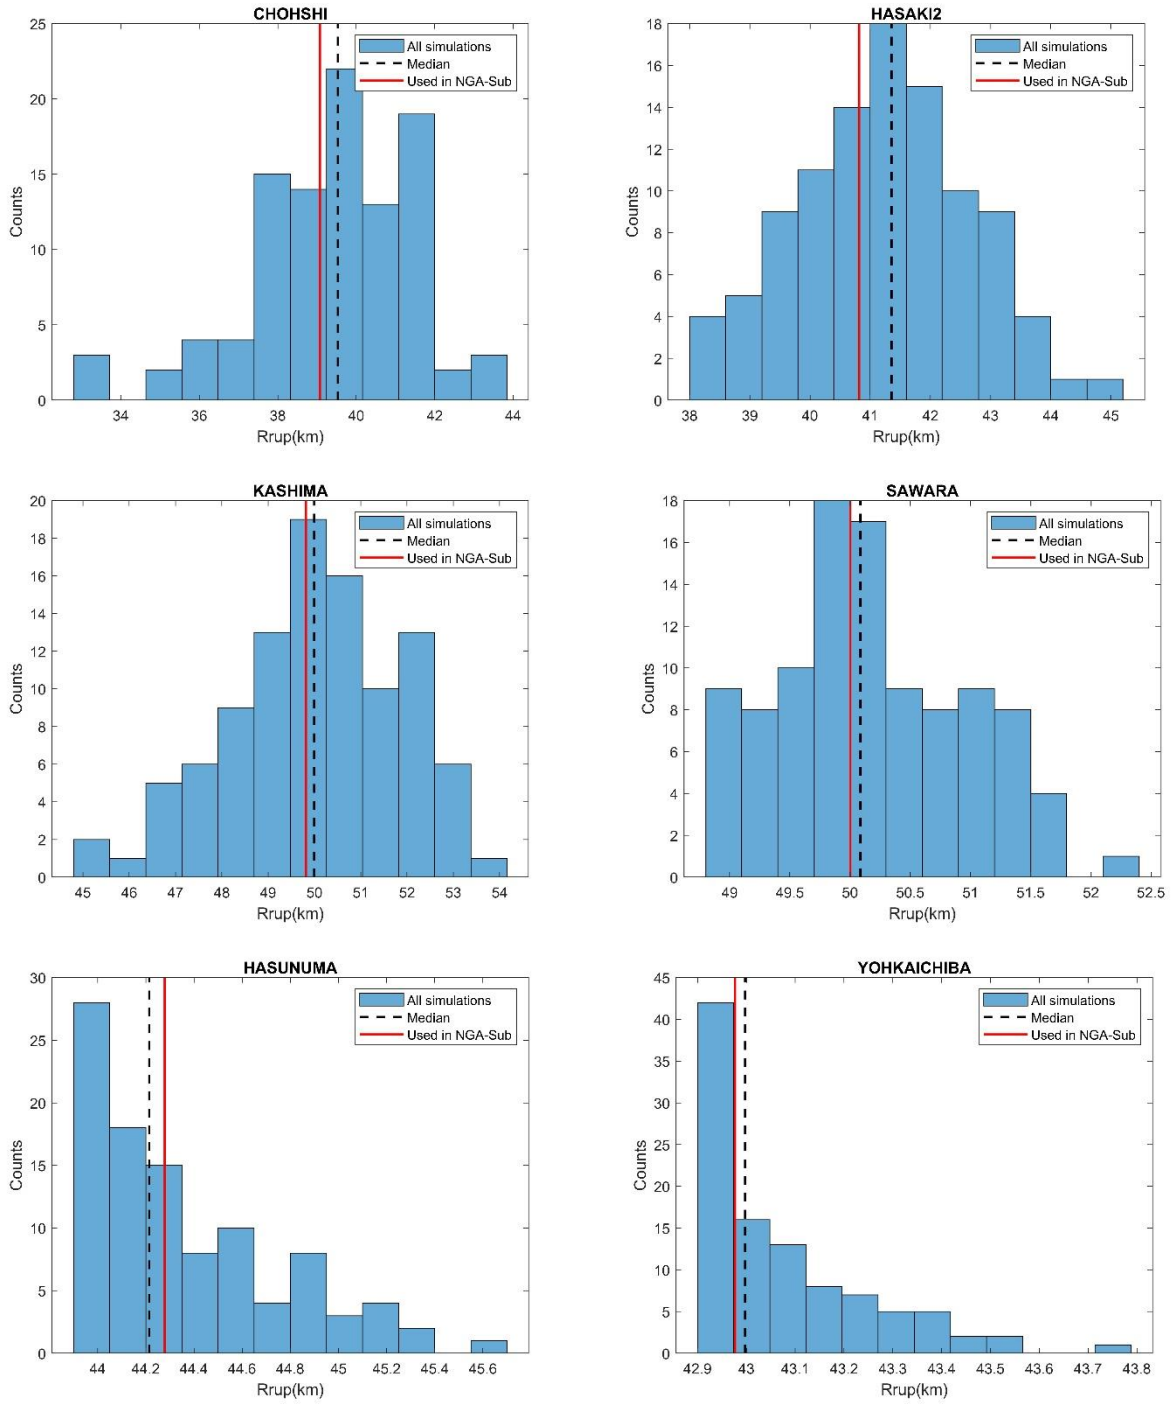 CHOHSHI
25
20
15
10
5
0
Counts
All simulations
Median
Used in NGA-Sub
34 36 38 40 42 44
Rrup(km)
HASAKI2
18
16
14
12
10
8
6
4
2
0
Counts
All simulations
Median
Used in NGA-Sub
38 39 40 41 42 43 44 45
Rrup(km)
KASHIMA
20
18
16
14
12
10
8
6
4
2
0
Counts
All simulations
Median
Used in NGA-Sub
45 46 47 48 49 50 51 52 53 54
Rrup(km)
SAWARA
18
16
14
12
10
8
6
4
2
0
Counts
All simulations
Median
Used in NGA-Sub
49 49.5 50 50.5 51 51.5 52 52.5
Rrup(km)
HASUNUMA
30
25
20
15
10
5
0
Counts
All simulations
Median
Used in NGA-Sub
44 44.2 44.4 44.6 44.8 45 45.2 45.4 45.6
Rrup(km)
YOHKAICHIBA
45
40
35
30
25
20
15
10
5
0
Counts
All simulations
Median
Used in NGA-Sub
42.9 43 43.1 43.2 43.3 43.4 43.5 43.6 43.7 43.8
Rrup(km)